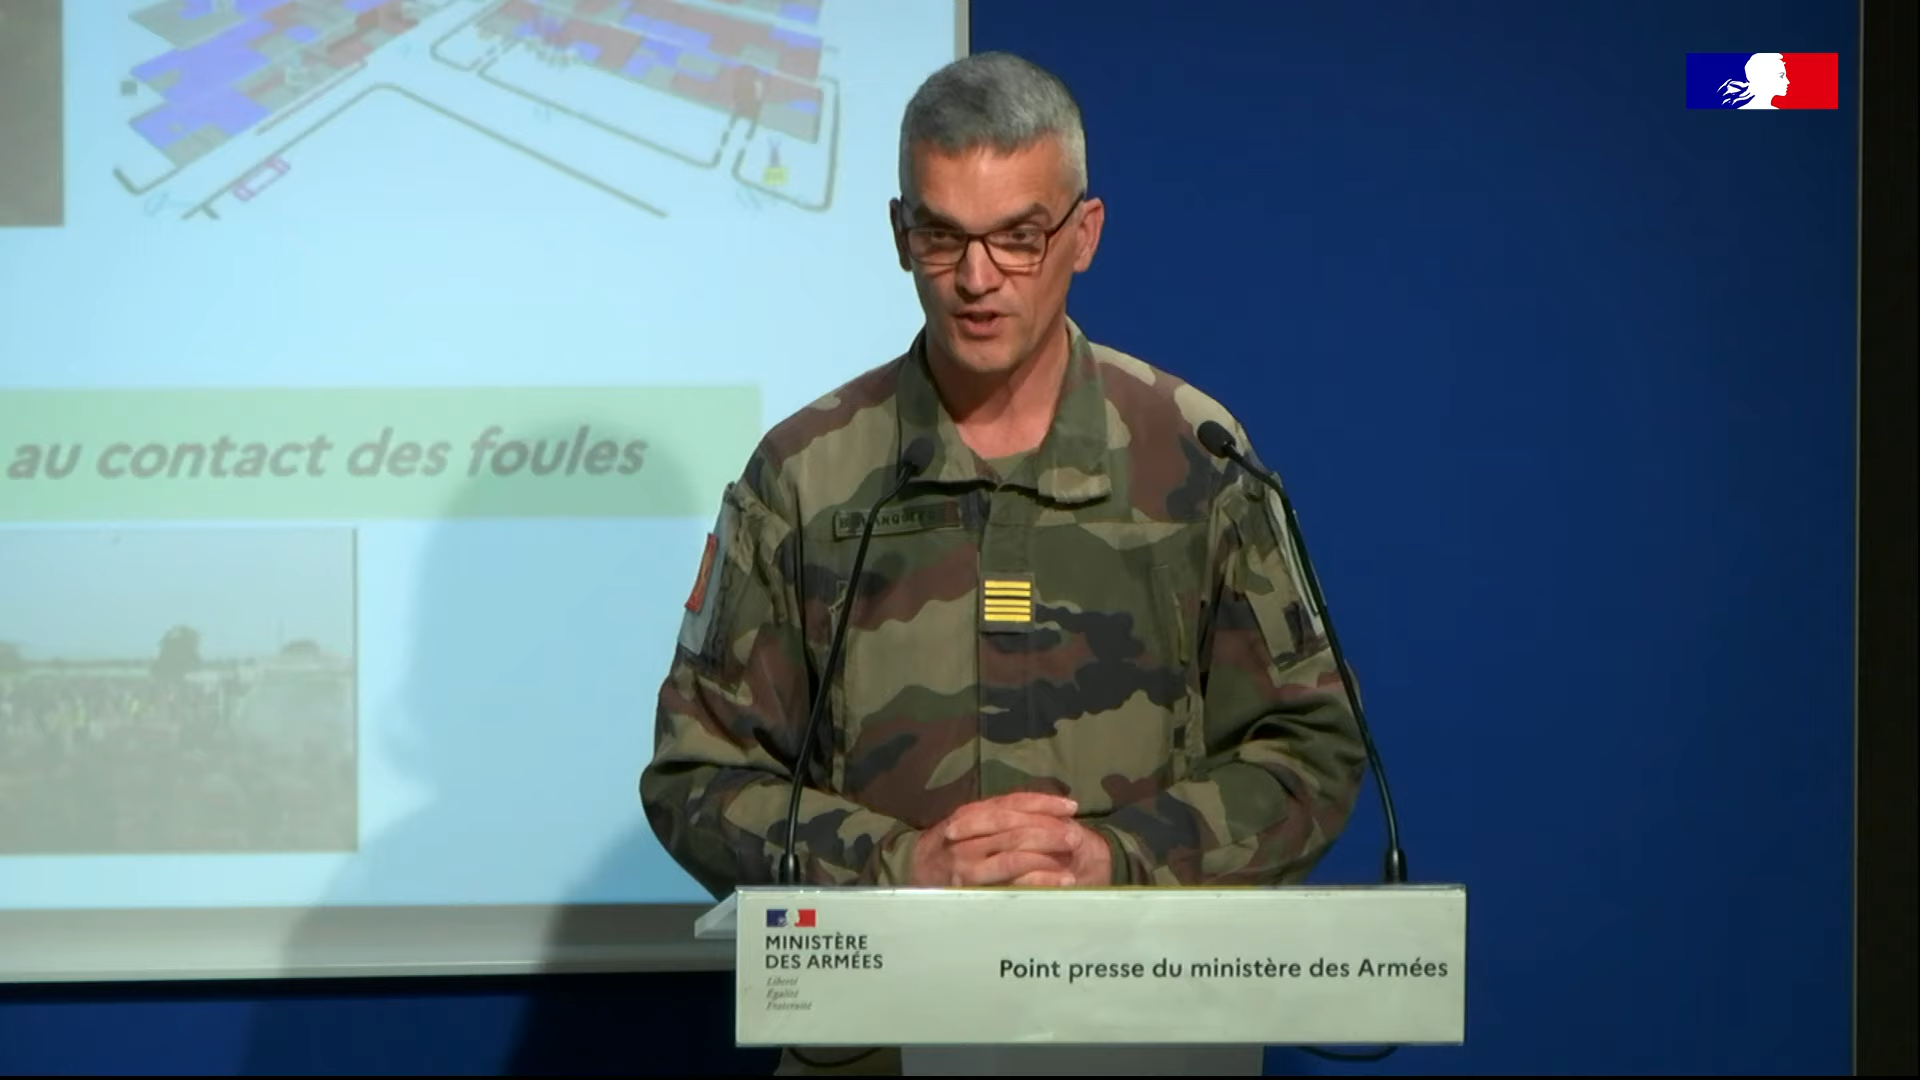 au contact des foules
MINISTÈRE
DES ARMÉES
Liberté
Égalité
Fraternité
Point presse du ministère des Armées